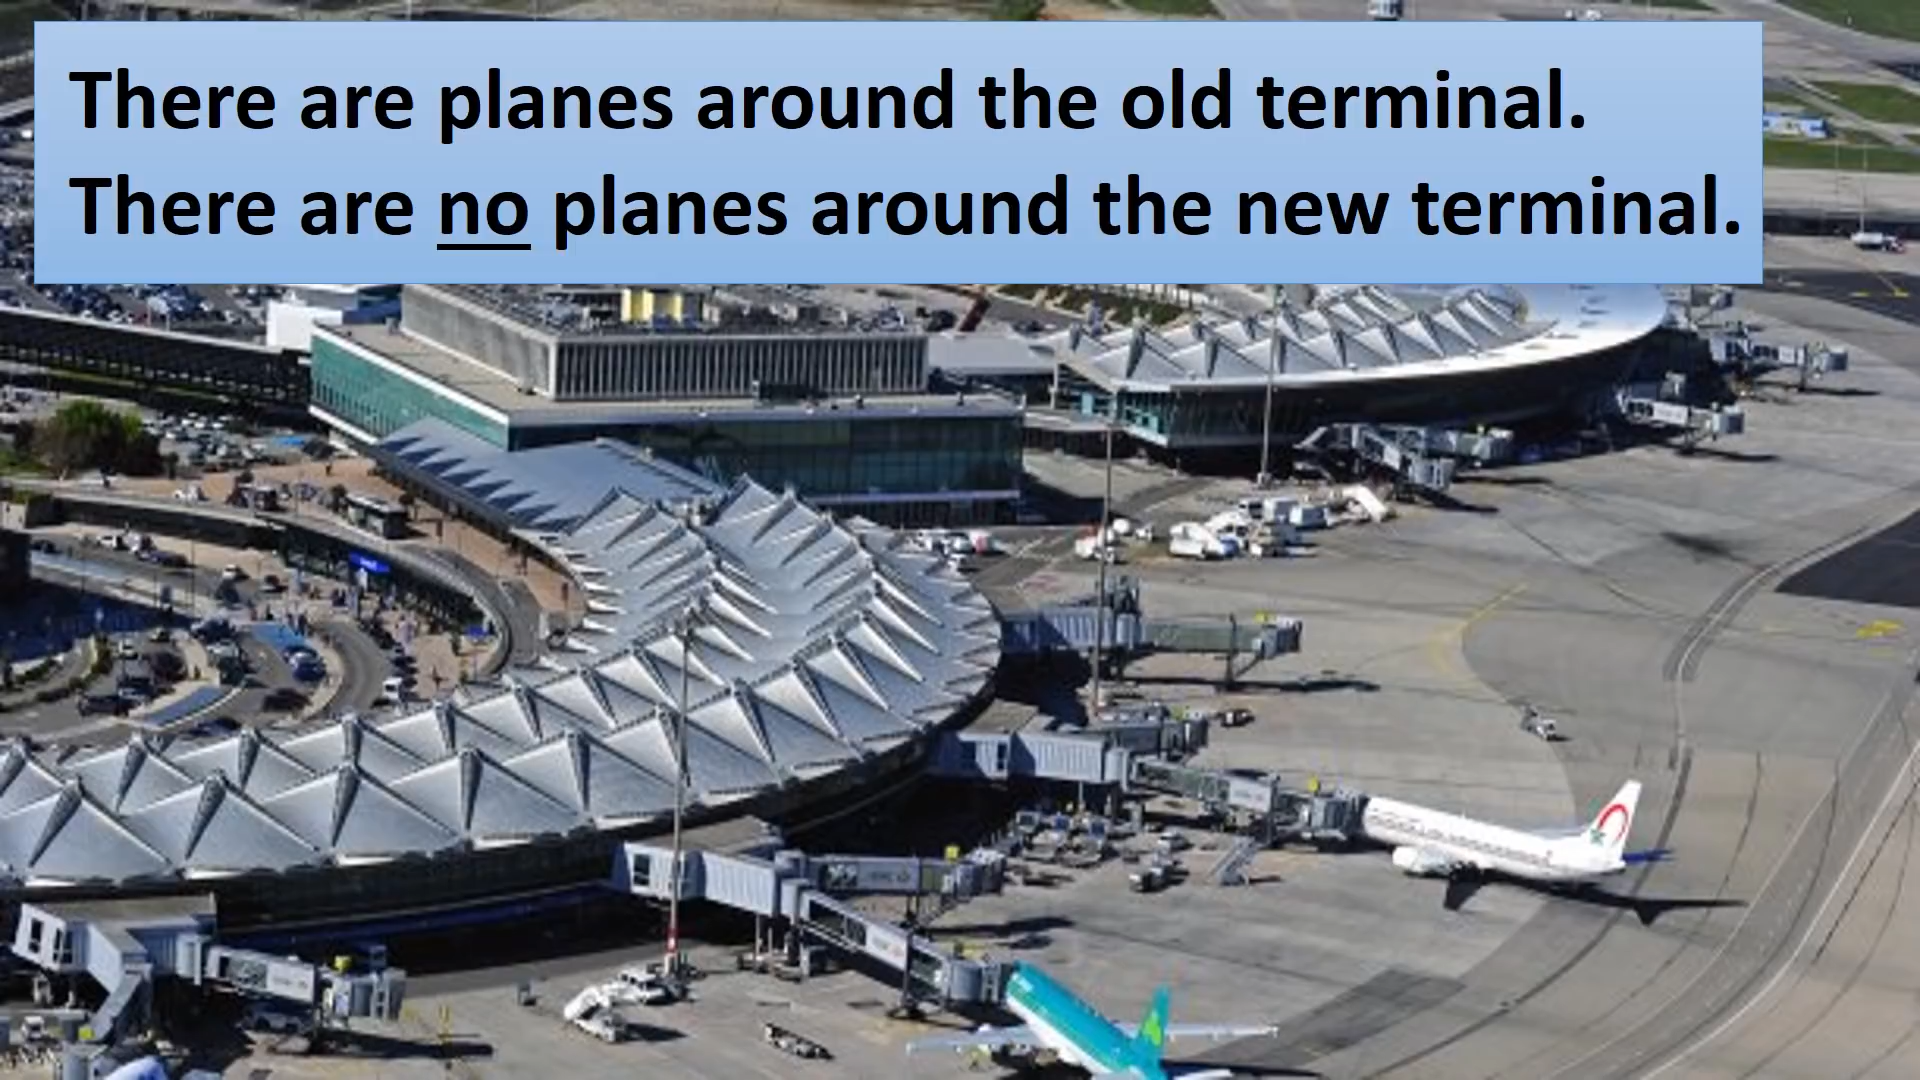 There are planes around the old terminal.
There are no planes around the new terminal.